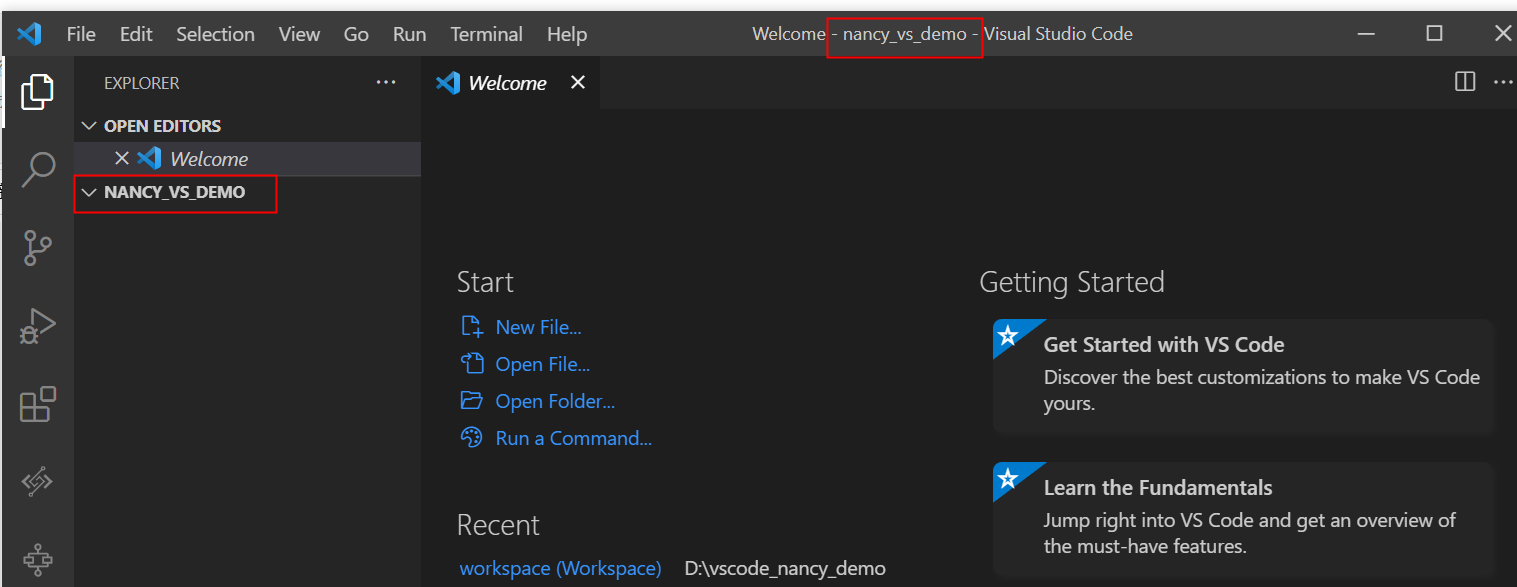 File Edit Selection View Go Run Terminal Help Welcome - nancy_vs_demo - Visual Studio Code
EXPLORER
Welcome
OPEN EDITORS
Welcome
NANCY_VS_DEMO
Start
New File...
Open File...
Open Folder...
Run a Command...
Recent
workspace (Workspace) D:\vscode_nancy_demo
Getting Started
Get Started with VS Code
Discover the best customizations to make VS Code
yours.
Learn the Fundamentals
Jump right into VS Code and get an overview of
the must-have features.